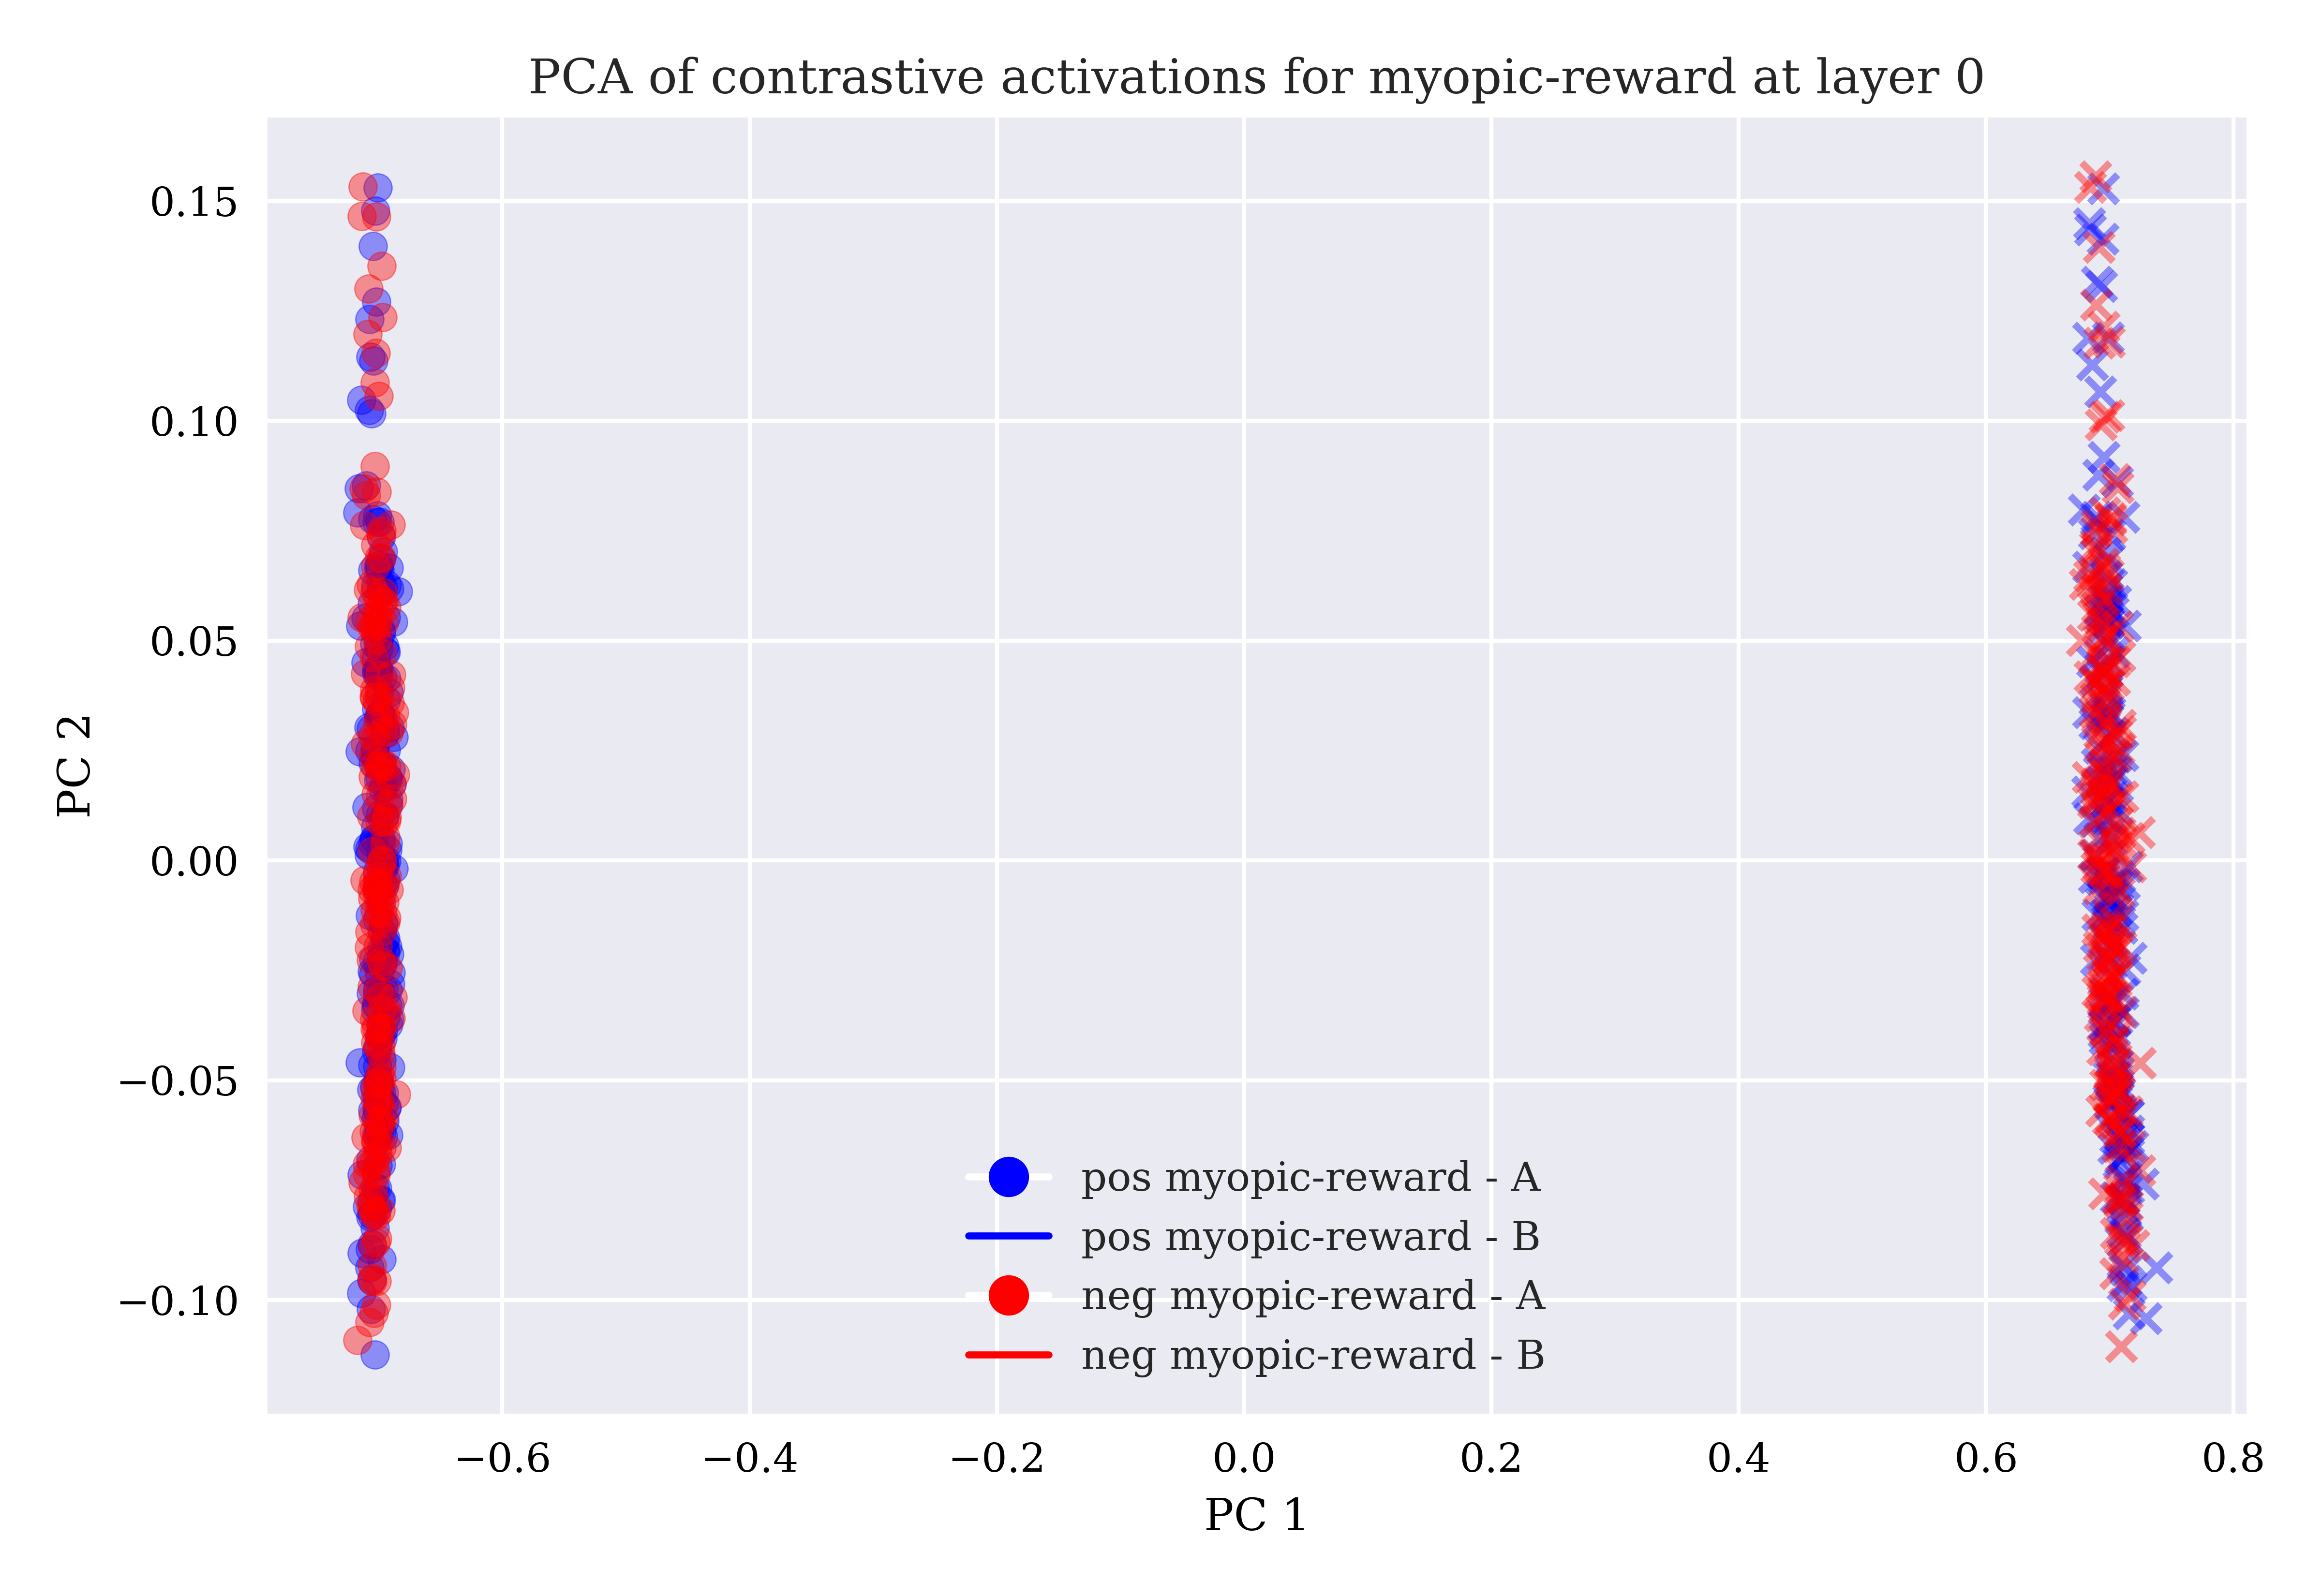 PCA of contrastive activations for myopic-reward at layer 0
0.15
0.10
0.05
0.00
−0.05
−0.10
PC 2
pos myopic-reward - A
pos myopic-reward - B
neg myopic-reward - A
neg myopic-reward - B
−0.6 −0.4 −0.2 0.0 0.2 0.4 0.6 0.8
PC 1